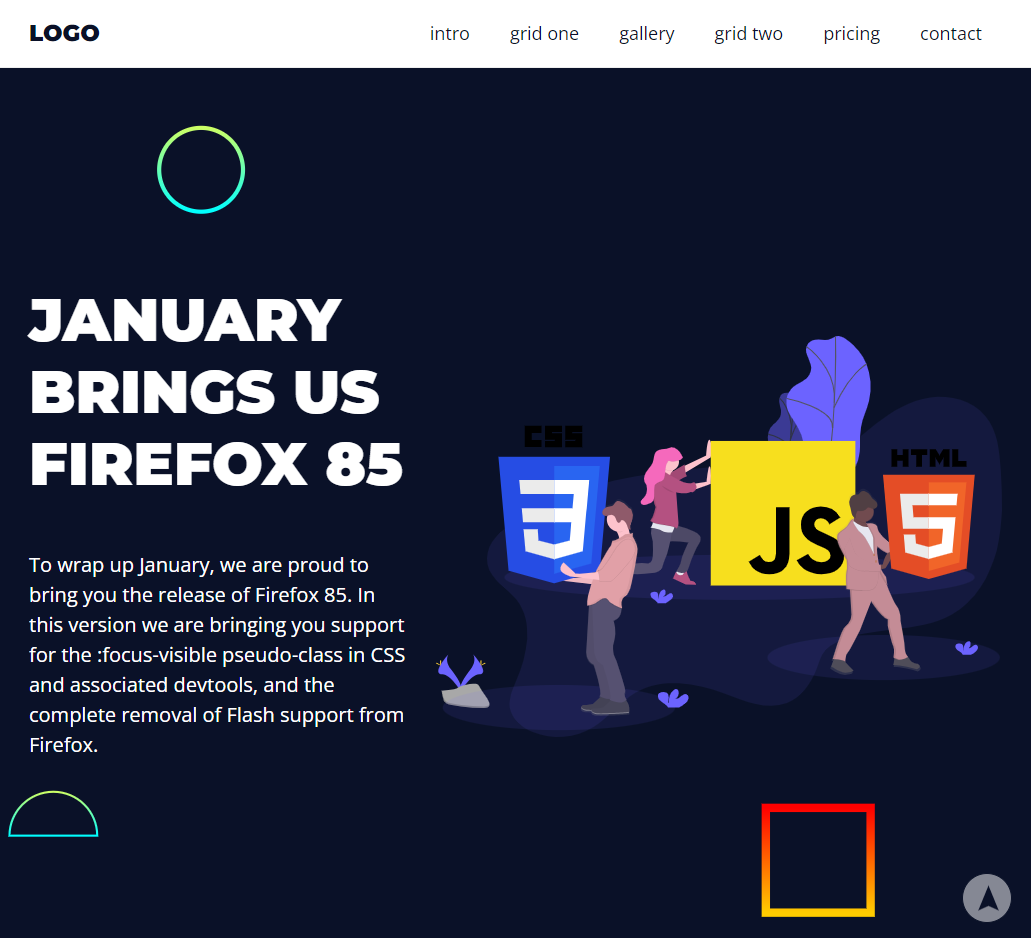 LOGO
intro grid one gallery grid two pricing contact
JANUARY
BRINGS US
FIREFOX 85
To wrap up January, we are proud to
bring you the release of Firefox 85. In
this version we are bringing you support
for the :focus-visible pseudo-class in CSS
and associated devtools, and the
complete removal of Flash support from
Firefox.
CSS
3
JS
HTML
5